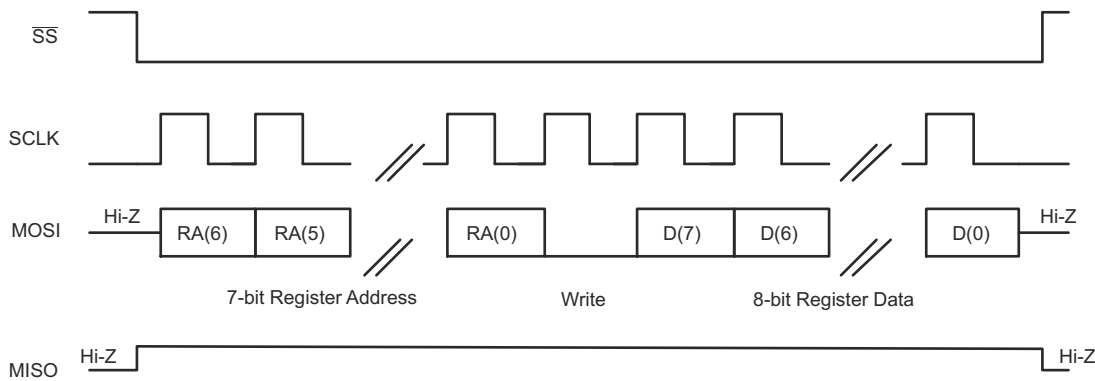 S̅S̅
SCLK
MOSI
Hi-Z
RA(6)
RA(5)
RA(0)
D(7)
D(6)
D(0)
Hi-Z
7-bit Register Address
Write
8-bit Register Data
MISO
Hi-Z
Hi-Z